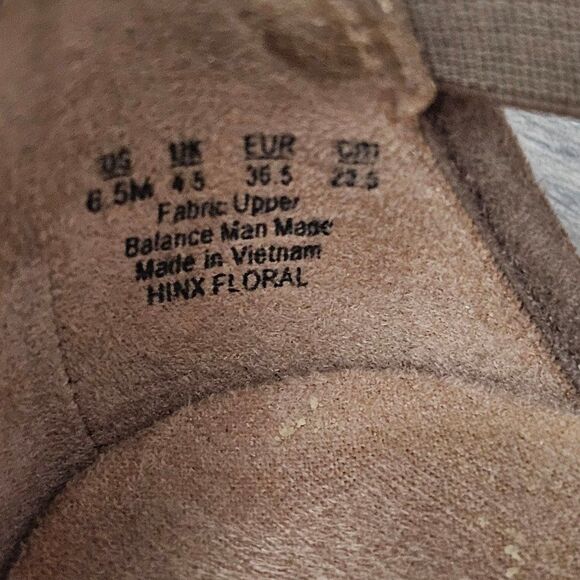 US UK EUR cm
6.5M 4.5 36.5 23.5
Fabric Upper
Balance Man Made
Made in Vietnam
HINX FLORAL